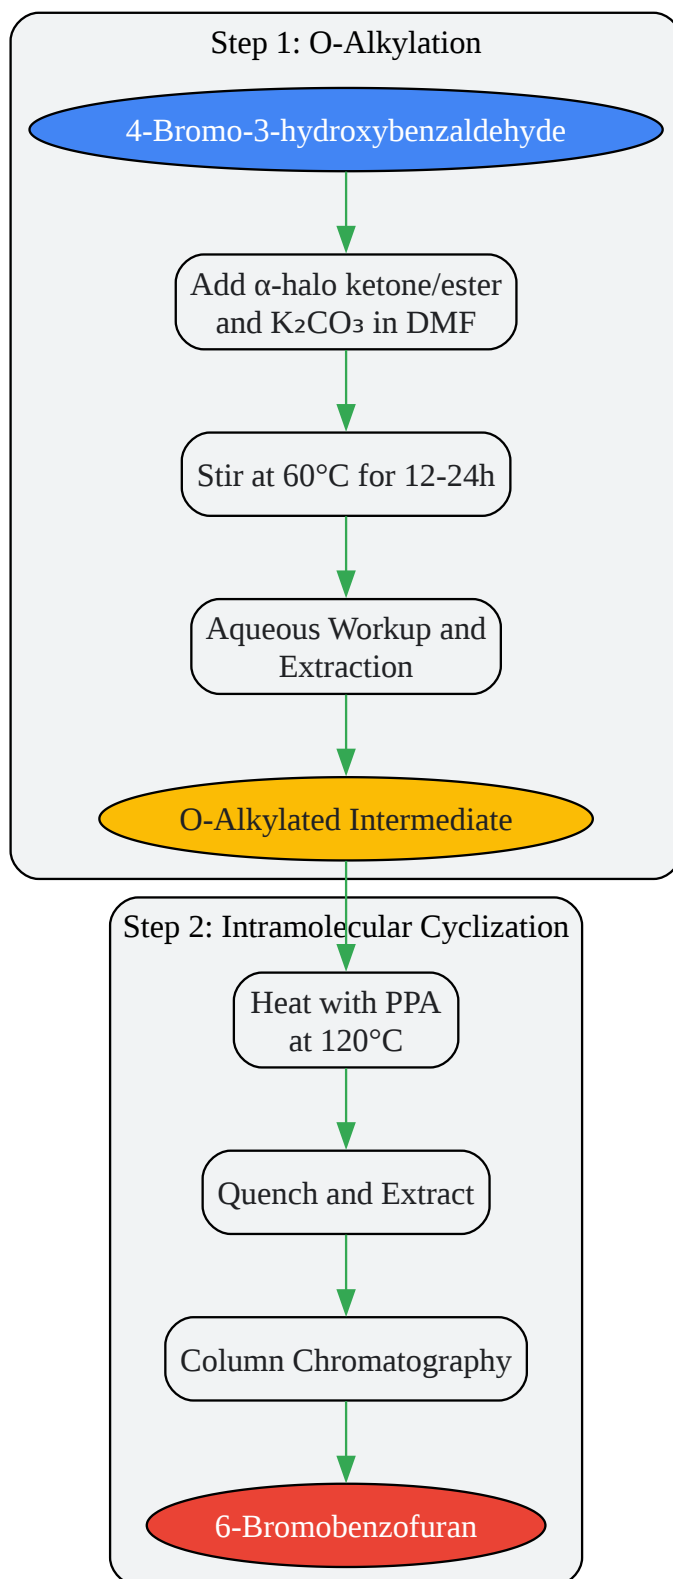 Step 1: O-Alkylation
4-Bromo-3-hydroxybenzaldehyde
Add α-halo ketone/ester
and K₂CO₃ in DMF
Stir at 60°C for 12-24h
Aqueous Workup and
Extraction
O-Alkylated Intermediate
Step 2: Intramolecular Cyclization
Heat with PPA
at 120°C
Quench and Extract
Column Chromatography
6-Bromobenzofuran